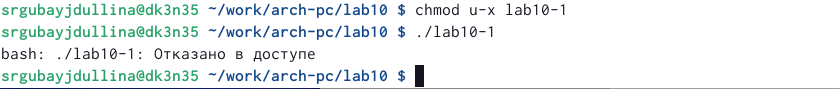 srgubayjdullina@dk3n35 ~/work/arch-pc/lab10 $ chmod u-x lab10-1
srgubayjdullina@dk3n35 ~/work/arch-pc/lab10 $ ./lab10-1
bash: ./lab10-1: Отказано в доступе
srgubayjdullina@dk3n35 ~/work/arch-pc/lab10 $